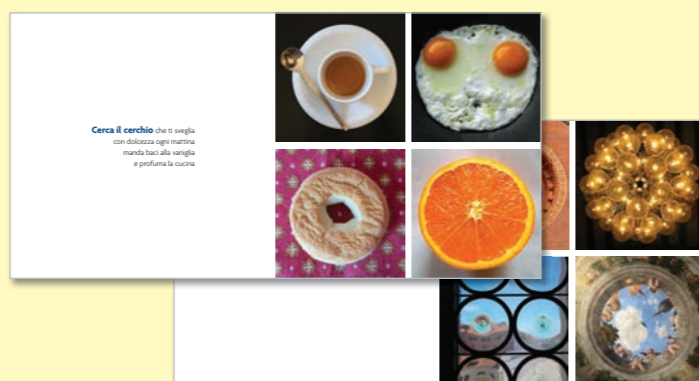 Cerca il cerchio che ti sveglia
con dolcezza ogni mattina
manda baci alla vaniglia
e profuma la cucina